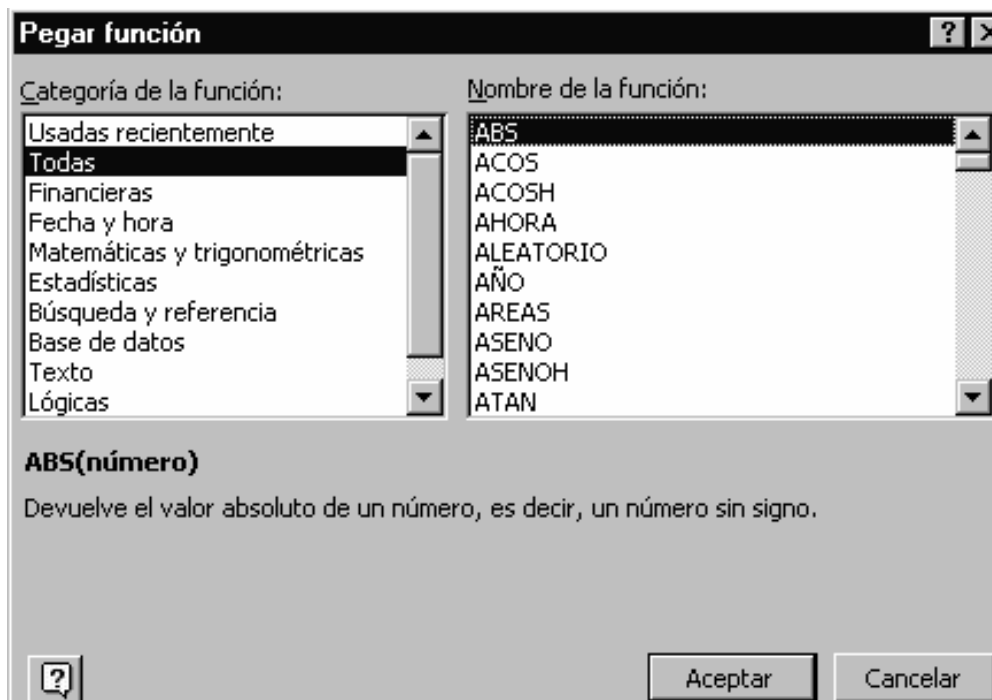 Pegar función
Categoría de la función:
Usadas recientemente
Todas
Financieras
Fecha y hora
Matemáticas y trigonométricas
Estadísticas
Búsqueda y referencia
Base de datos
Texto
Lógicas
Nombre de la función:
ABS
ACOS
ACOSH
AHORA
ALEATORIO
AÑO
AREAS
ASENO
ASENOH
ATAN
ABS(número)
Devuelve el valor absoluto de un número, es decir, un número sin signo.
Aceptar
Cancelar